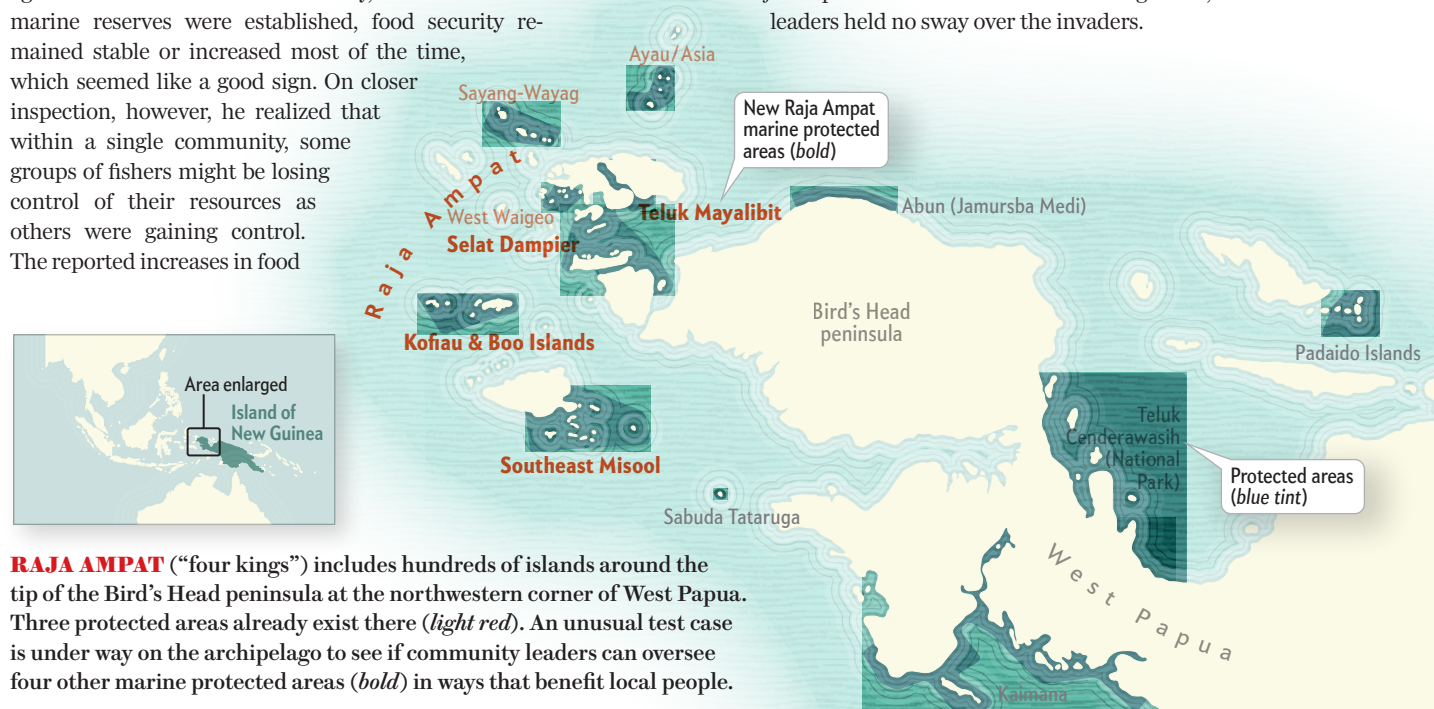 marine reserves were established, food security re-
mained stable or increased most of the time,
which seemed like a good sign. On closer
inspection, however, he realized that
within a single community, some
groups of fishers might be losing
control of their resources as
others were gaining control.
The reported increases in food
leaders held no sway over the invaders.
Ayau/Asia
Sayang-Wayag
New Raja Ampat
marine protected
areas (bold)
Raja Ampat
West Waigeo
Teluk Mayalibit
Abun (Jamursba Medi)
Selat Dampier
Bird's Head
peninsula
Kofiau & Boo Islands
Padaido Islands
Area enlarged
Island of
New Guinea
Teluk
Cenderawasih
(National
Park)
Southeast Misool
Protected areas
(blue tint)
Sabuda Tataruga
West Papua
Kaimana
RAJA AMPAT (“four kings”) includes hundreds of islands around the
tip of the Bird's Head peninsula at the northwestern corner of West Papua.
Three protected areas already exist there (light red). An unusual test case
is under way on the archipelago to see if community leaders can oversee
four other marine protected areas (bold) in ways that benefit local people.